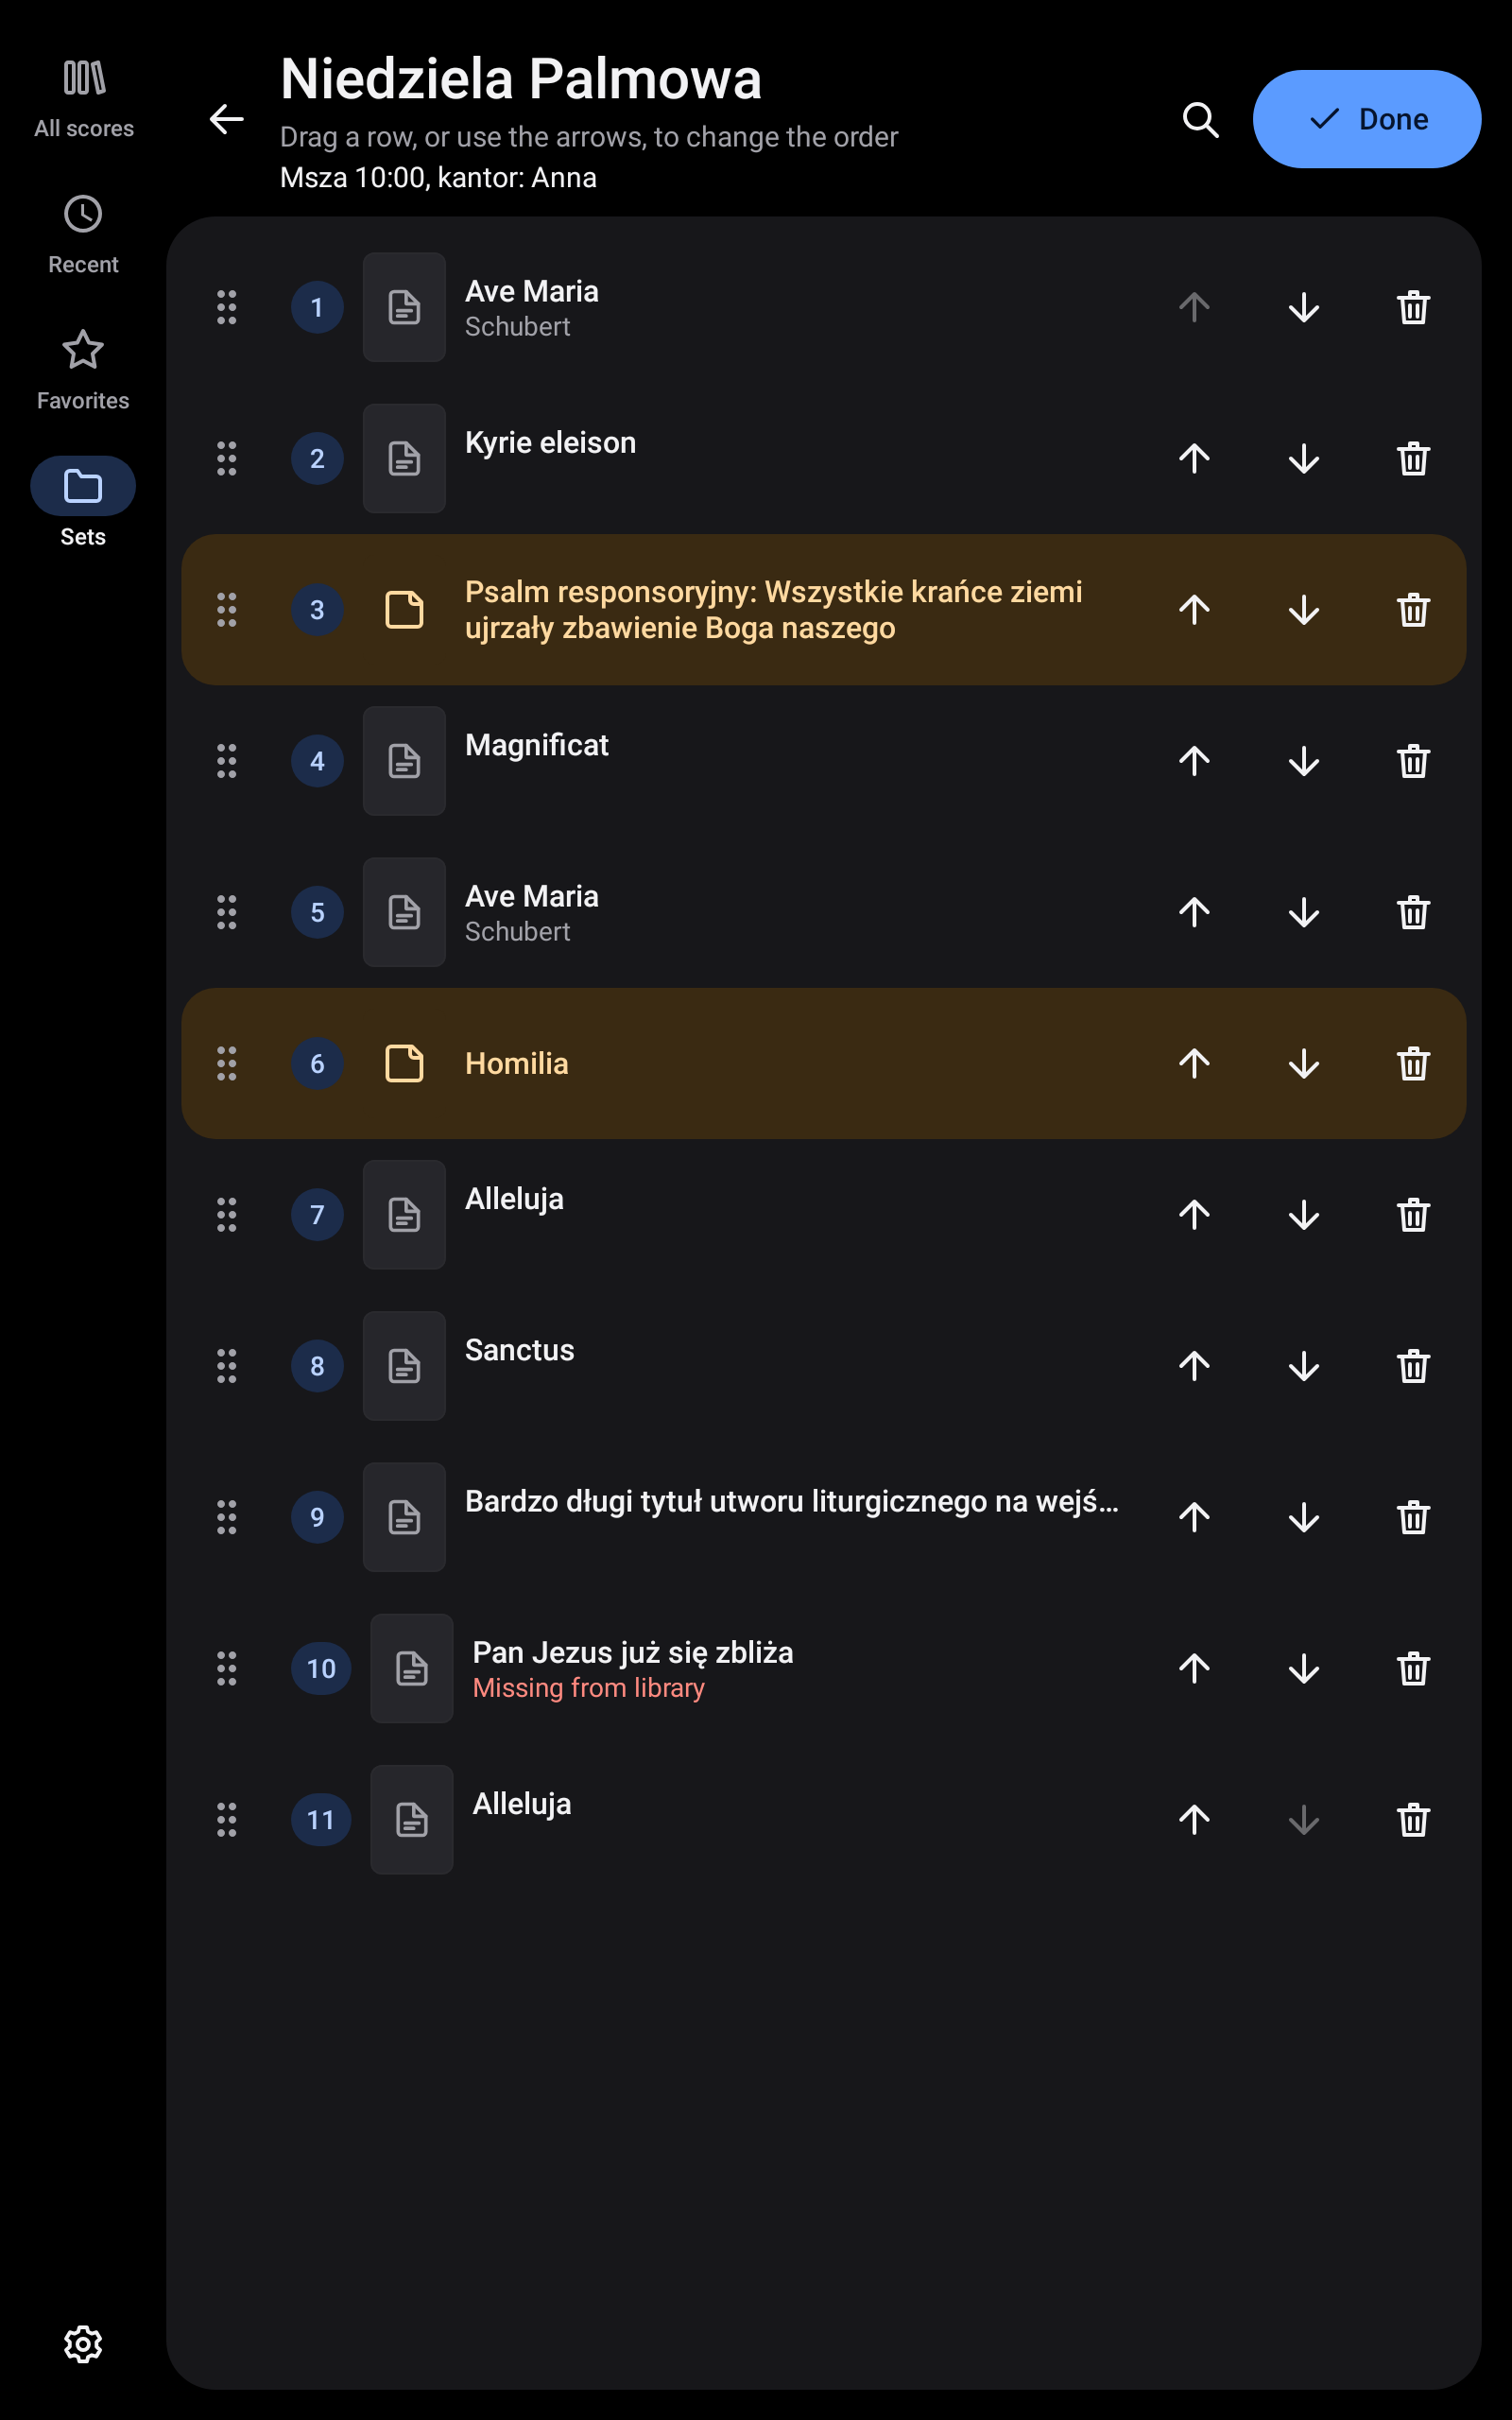 All scores
Recent
Favorites
Sets
Niedziela Palmowa
Drag a row, or use the arrows, to change the order
Msza 10:00, kantor: Anna
Done
1
Ave Maria
Schubert
2
Kyrie eleison
3
Psalm responsoryjny: Wszystkie krańce ziemi
ujrzały zbawienie Boga naszego
4
Magnificat
5
Ave Maria
Schubert
6
Homilia
7
Alleluja
8
Sanctus
9
Bardzo długi tytuł utworu liturgicznego na wejś...
10
Pan Jezus już się zbliża
Missing from library
11
Alleluja